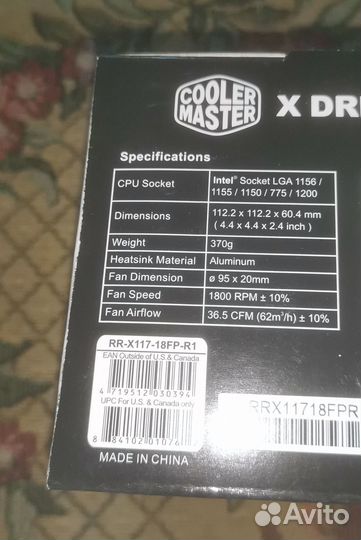 COOLER
MASTER
X DR
Specifications
CPU Socket
Intel® Socket LGA 1156 /
1155 / 1150 / 775 / 1200
Dimensions
112.2 x 112.2 x 60.4 mm
( 4.4 x 4.4 x 2.4 inch )
Weight
370g
Heatsink Material
Aluminum
Fan Dimension
ø 95 x 20mm
Fan Speed
1800 RPM ± 10%
Fan Airflow
36.5 CFM (62m³/h) ± 10%
RR-X117-18FP-R1
EAN Outside of U.S & Canada
4 719512 030394
UPC For U.S. & Canada only
8 84102 01076
RRX11718FPR
MADE IN CHINA
Avito